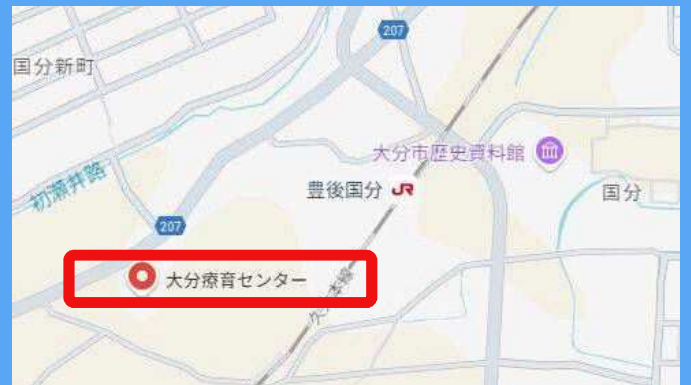 207
国分新町
大分市歴史資料館
初瀬井路
豊後国分 JR
国分
207
大分療育センター
久大本線